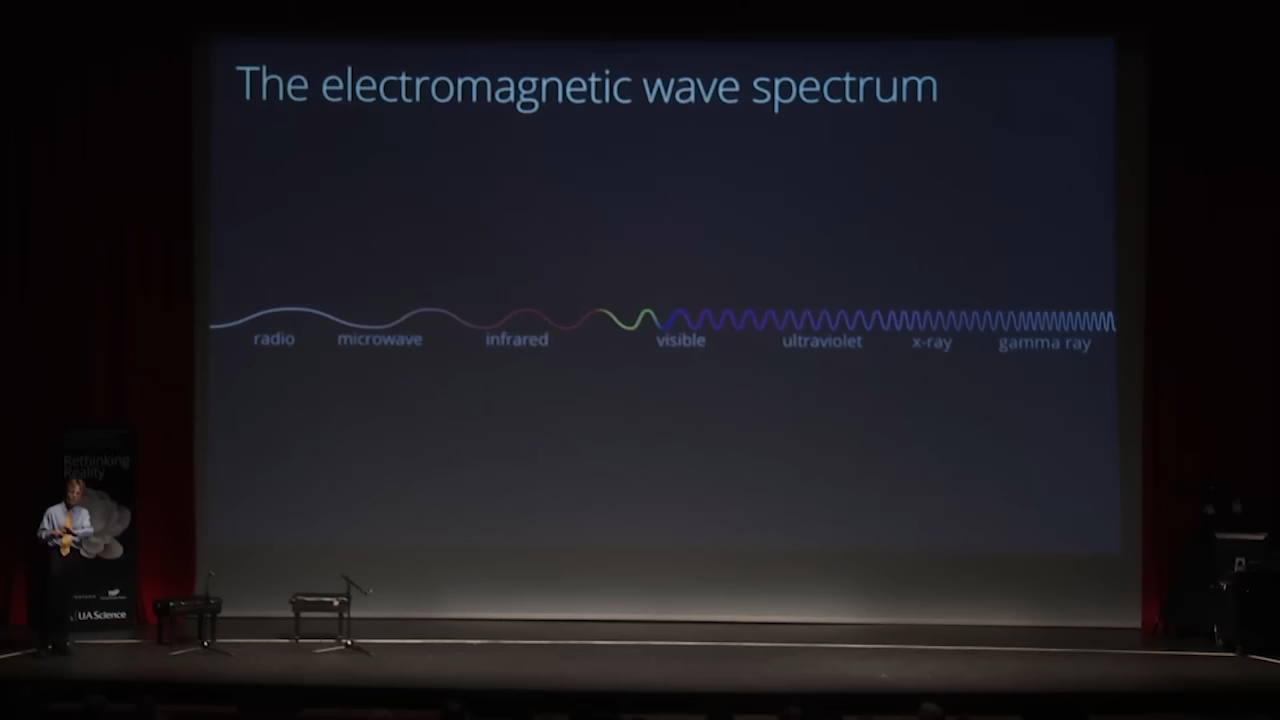 The electromagnetic wave spectrum
radio microwave infrared visible ultraviolet x-ray gamma ray
Rethinking
Reality
UA Science